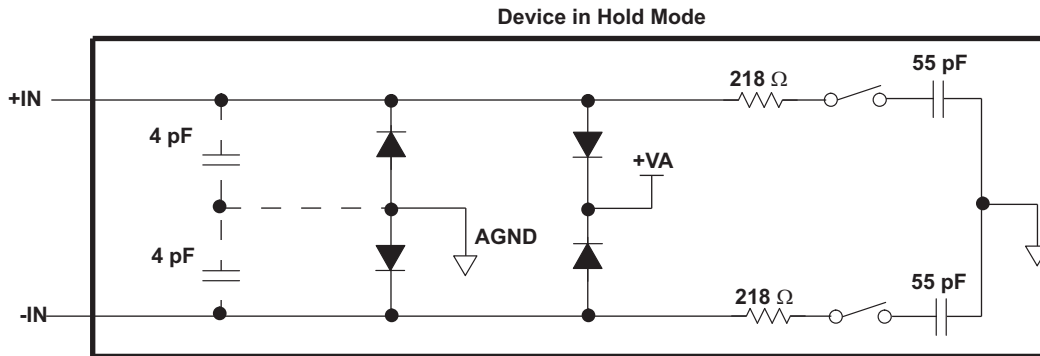 Device in Hold Mode
55 pF
218 Ω
+IN
4 pF
+VA
AGND
4 pF
55 pF
218 Ω
-IN